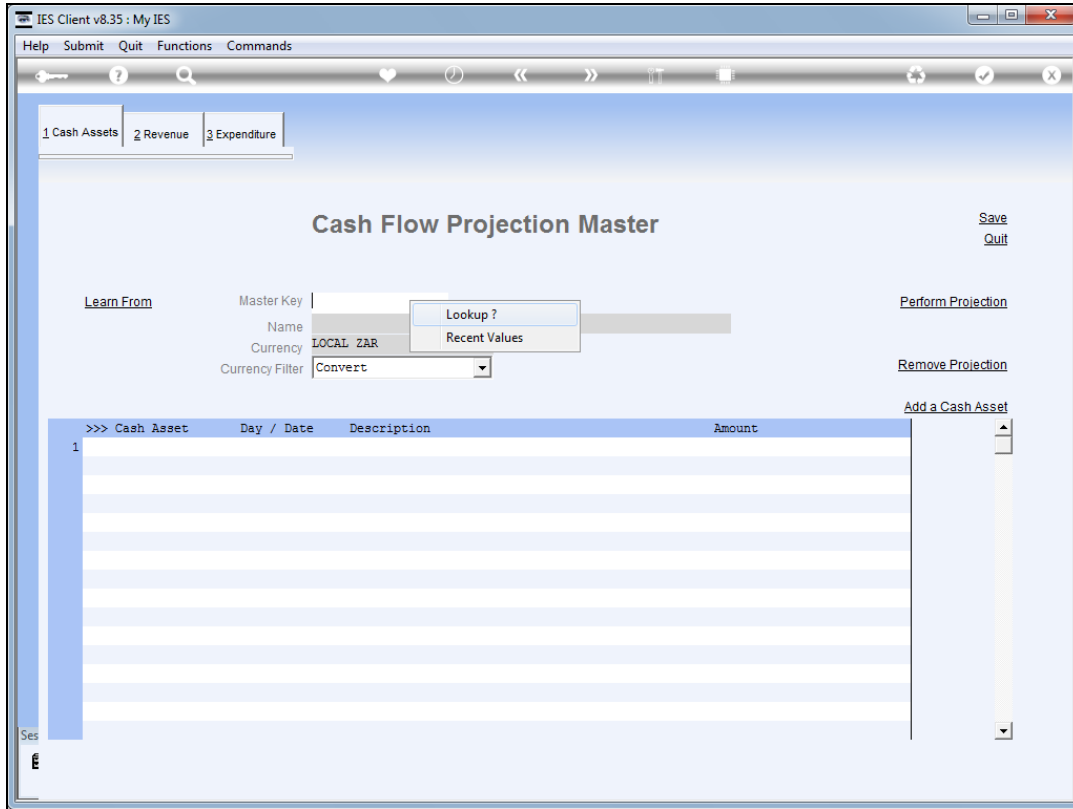 IES Client v8.35 : My IES
Help Submit Quit Functions Commands
1 Cash Assets 2 Revenue 3 Expenditure
Cash Flow Projection Master
Save
Quit
Learn From Master Key Perform Projection
Lookup ?
Name
Recent Values
Currency LOCAL ZAR
Currency Filter Convert Remove Projection
Add a Cash Asset
>>> Cash Asset Day / Date Description Amount
1
Ses